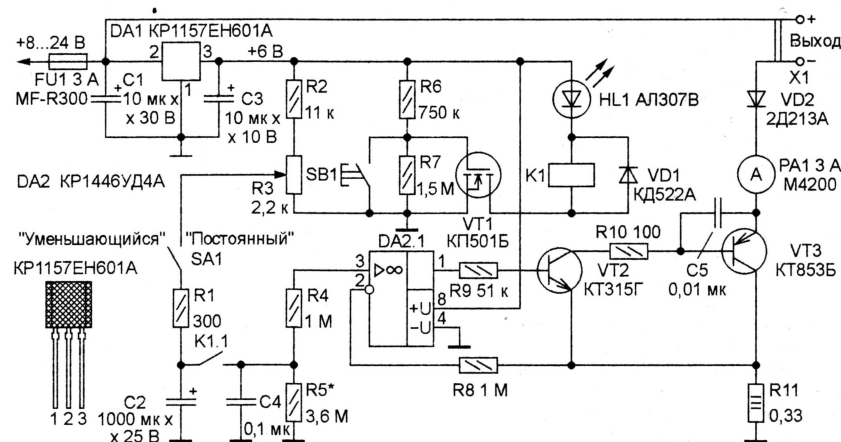 DA1 КР1157ЕН601А
+8...24 В
2
3
+6 В
+
Выход
−
X1
FU1 3 А
MF-R300
1
+
C1
10 мк х
х 30 В
+
C3
10 мк х
х 10 В
R2
11 к
R6
750 к
HL1 АЛ307В
VD2
2Д213А
DA2 КР1446УД4А
R3
2,2 к
SB1
R7
1,5 М
VT1
КП501Б
K1
VD1
КД522А
А
PA1 3 А
М4200
"Уменьшающийся"
"Постоянный"
SA1
КР1157ЕН601А
R1
300
K1.1
R4
1 М
DA2.1
3
2
▷∞
1
8
+U
4
−U
R9 51 к
VT2
КТ315Г
R10 100
C5
0,01 мк
VT3
КТ853Б
1 2 3
+
C2
1000 мк х
х 25 В
C4
0,1 мк
R5*
3,6 М
R8 1 М
R11
0,33